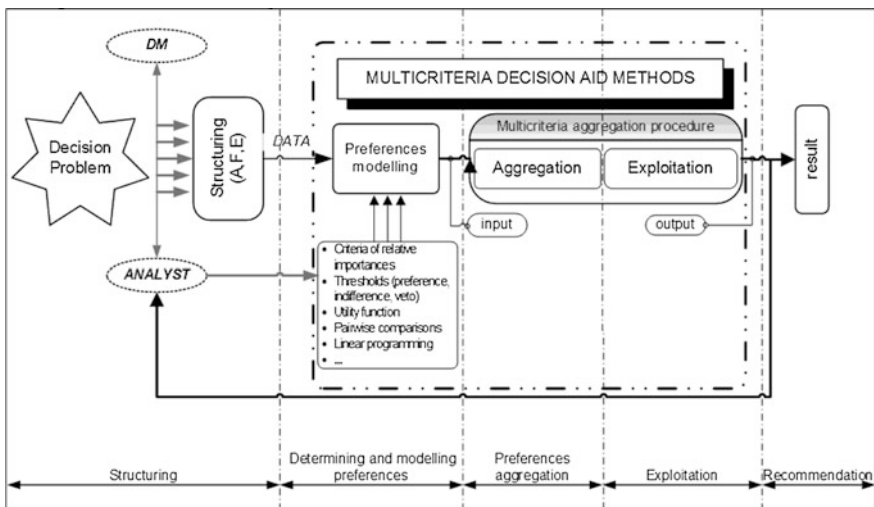 DM
MULTICRITERIA DECISION AID METHODS
Decision
Problem
Structuring
(A,F,E)
DATA
Preferences
modelling
Multicriteria aggregation procedure
Aggregation
Exploitation
result
input
output
ANALYST
• Criteria of relative
importances
• Thresholds (preference,
indifference, veto)
• Utility function
• Pairwise comparisons
• Linear programming
• ...
Structuring
Determining and modelling
preferences
Preferences
aggregation
Exploitation
Recommendation